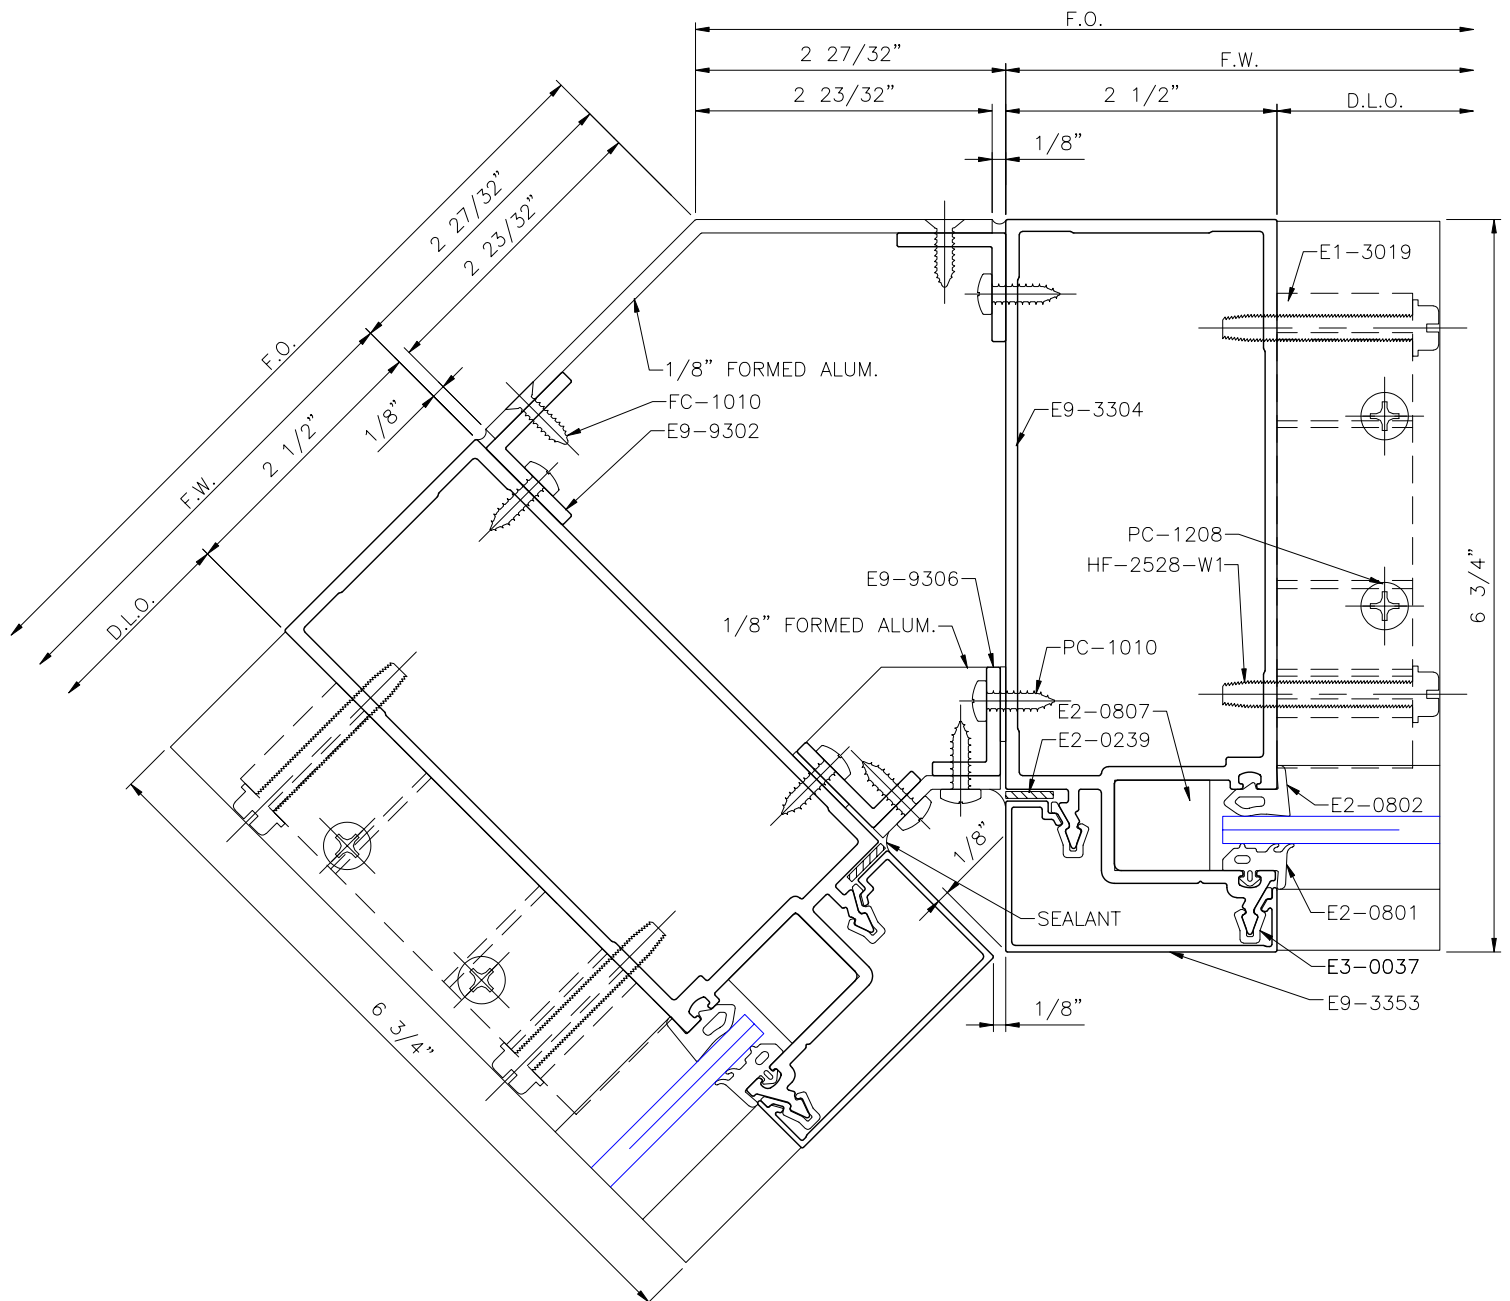 F.O.
2 27/32"
F.W.
2 23/32"
2 1/2"
D.L.O.
1/8"
2 27/32"
2 23/32"
E1-3019
F.O.
1/8" FORMED ALUM.
FC-1010
E9-3304
1/8"
E9-9302
2 1/2"
F.W.
PC-1208
HF-2528-W1
6 3/4"
E9-9306
D.L.O.
1/8" FORMED ALUM.
PC-1010
E2-0807
E2-0239
E2-0802
1/8"
SEALANT
E2-0801
E3-0037
E9-3353
1/8"
6 3/4"